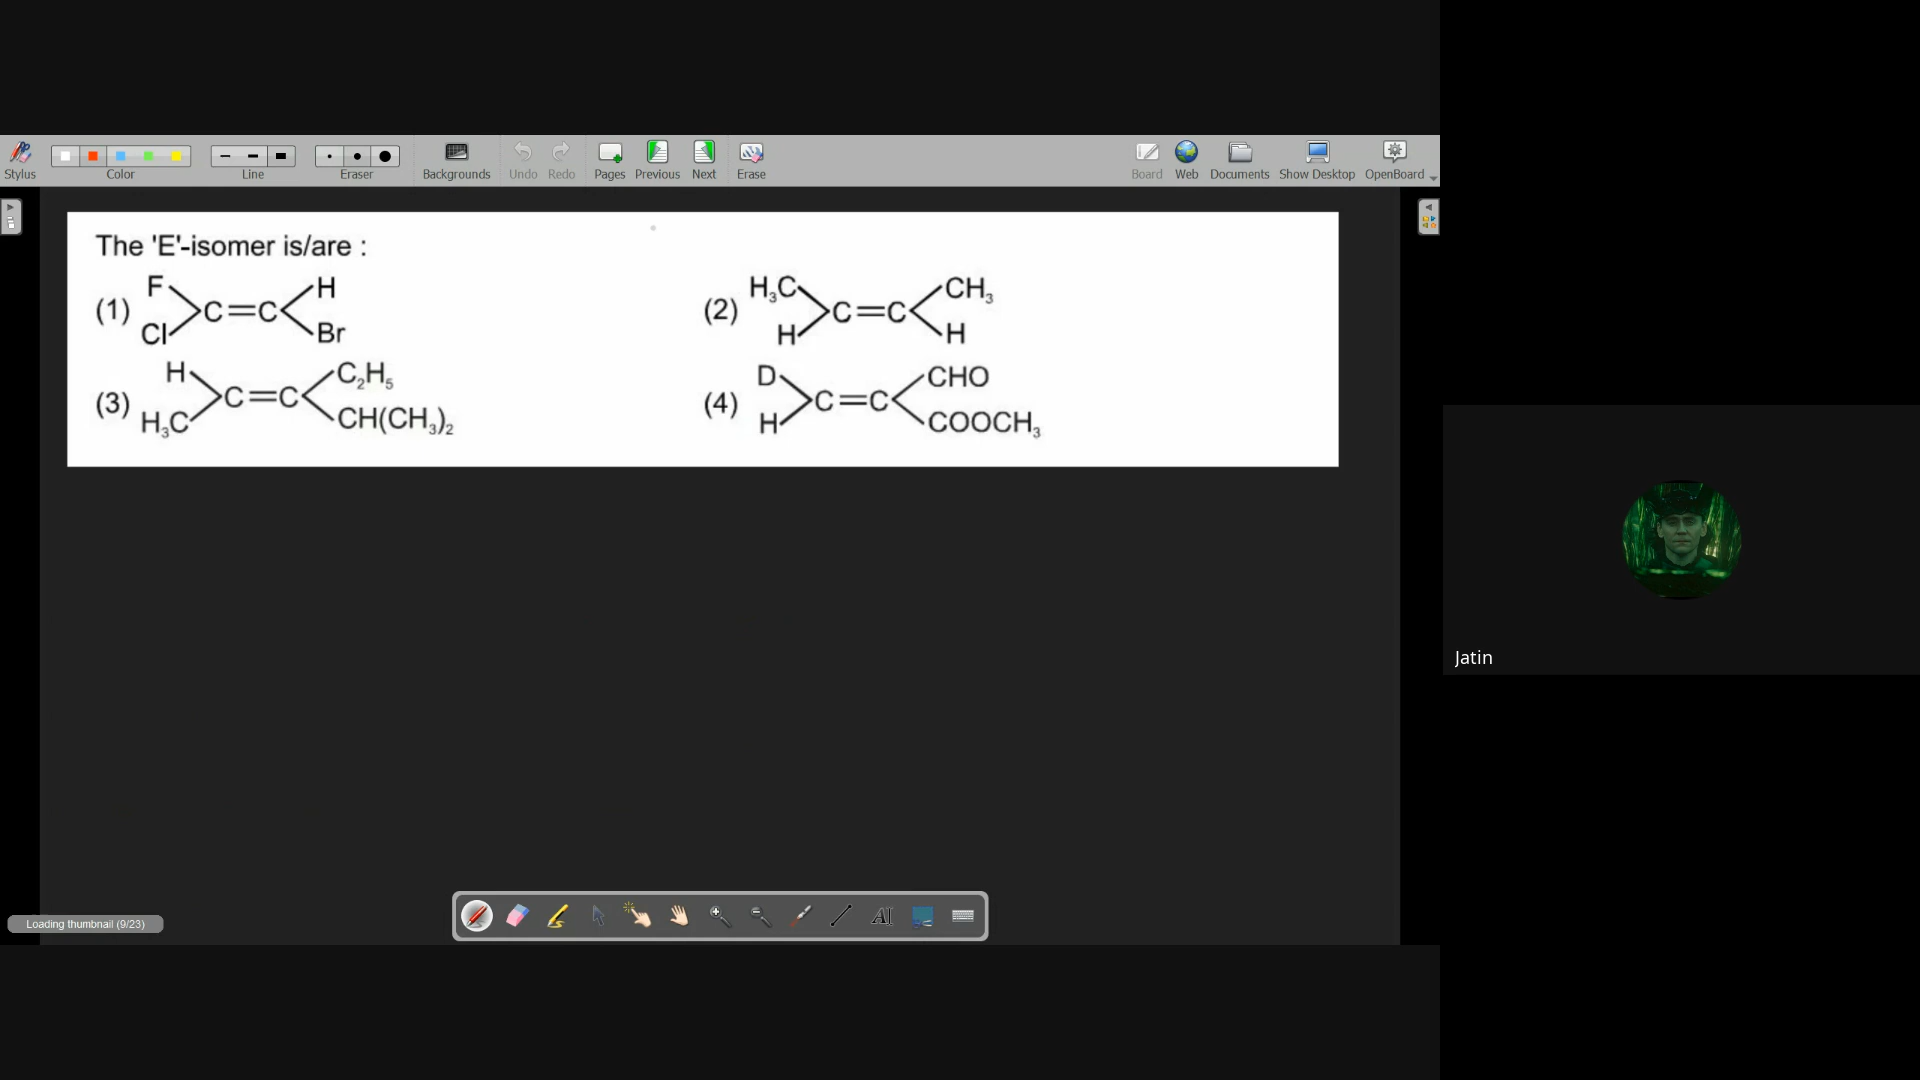 Stylus Color Line Eraser Backgrounds Undo Redo Pages Previous Next Erase Board Web Documents Show Desktop OpenBoard
The 'E'-isomer is/are :
(1) F Cl C=C H Br
(2) H₃C H C=C CH₃ H
(3) H H₃C C=C C₂H₅ CH(CH₃)₂
(4) D H C=C CHO COOCH₃
Jatin
Loading thumbnail (9/23)
AI